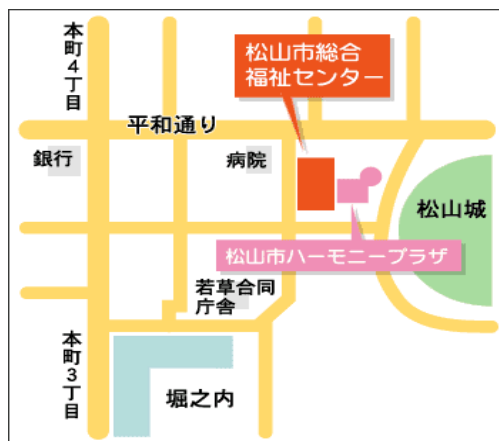 本町4丁目
松山市総合
福祉センター
平和通り
銀行
病院
松山城
松山市ハーモニープラザ
若草合同
庁舎
本町3丁目
堀之内